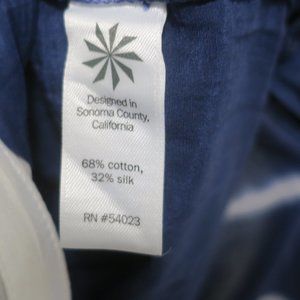 Designed in
Sonoma County,
California
68% cotton,
32% silk
RN #54023